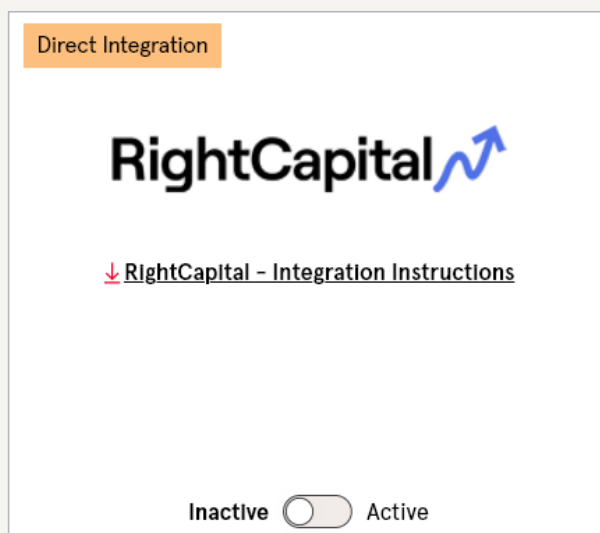 Direct Integration
RightCapital
RightCapital - Integration Instructions
Inactive Active